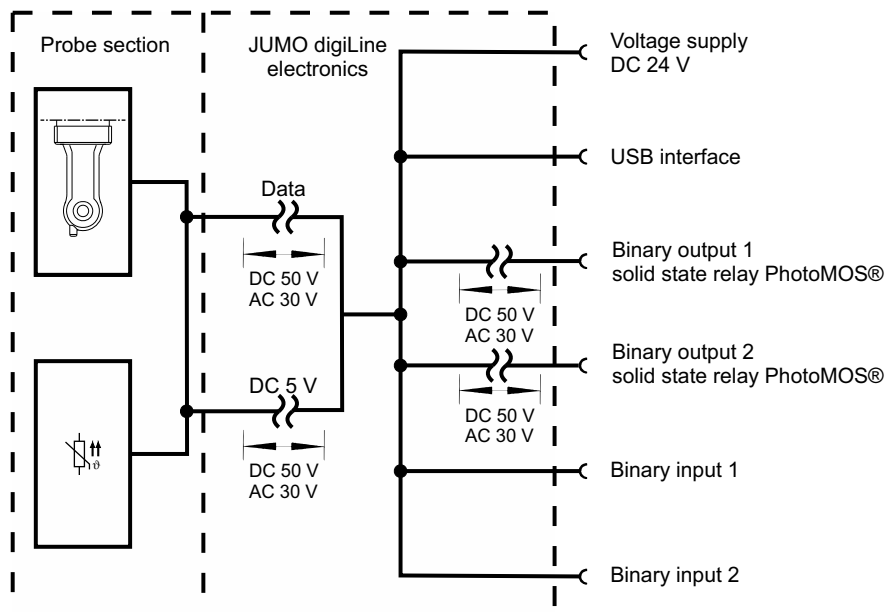 Probe section
JUMO digiLine
electronics
Voltage supply
DC 24 V
USB interface
Data
DC 50 V
AC 30 V
Binary output 1
solid state relay PhotoMOS®
DC 50 V
AC 30 V
Binary output 2
solid state relay PhotoMOS®
DC 50 V
AC 30 V
DC 5 V
DC 50 V
AC 30 V
ϑ
Binary input 1
Binary input 2